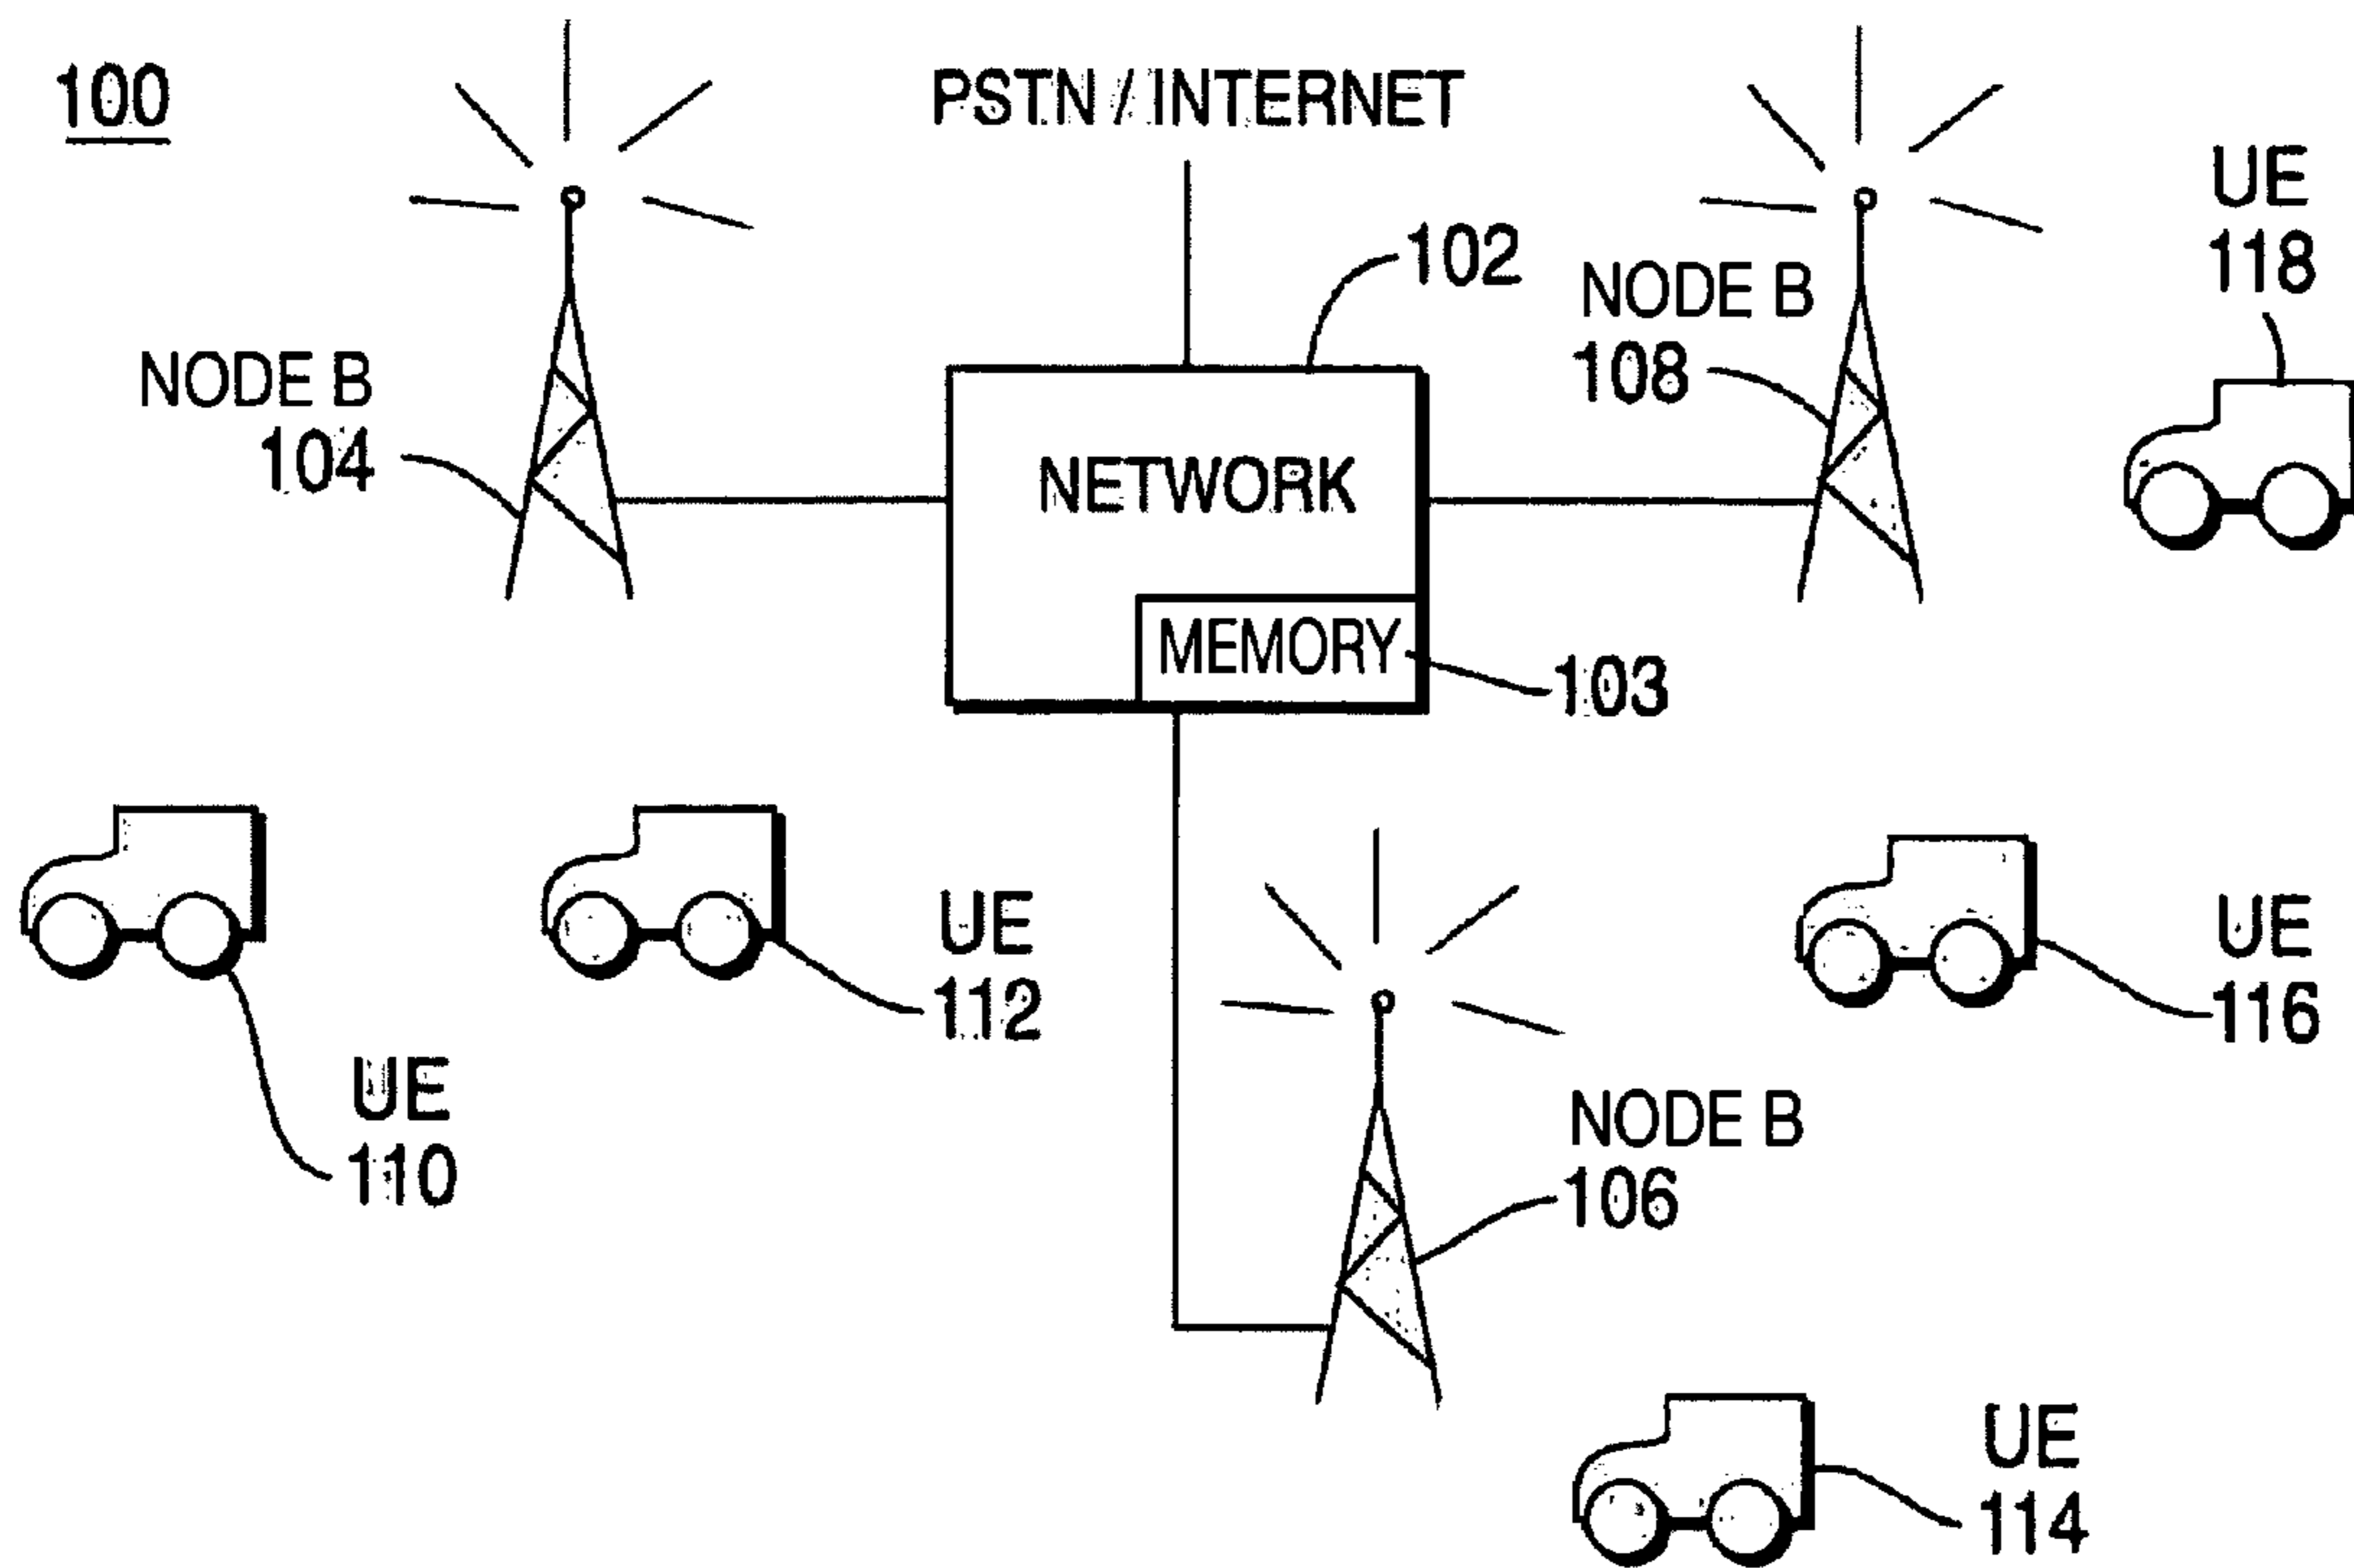 100
PSTN / INTERNET
102
NODE B
108
UE
118
NODE B
104
NETWORK
MEMORY
103
UE
112
UE
110
UE
116
NODE B
106
UE
114